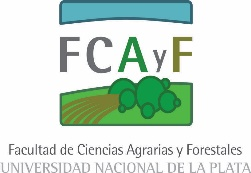 FCAyF
Facultad de Ciencias Agrarias y Forestales
UNIVERSIDAD NACIONAL DE LA PLATA